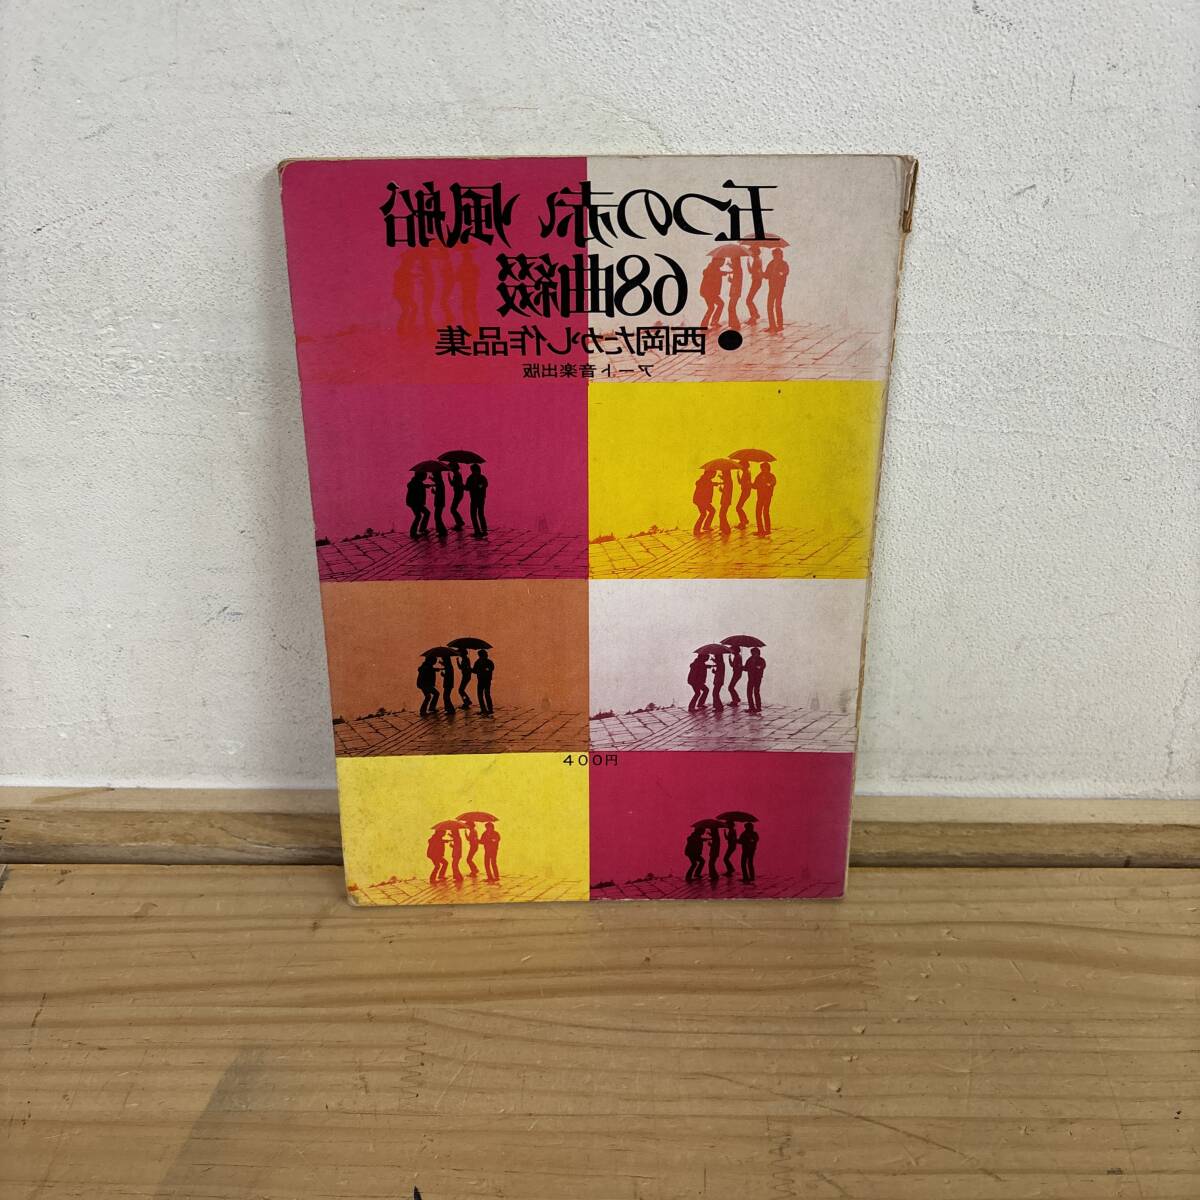 五つの赤い風船
68曲綴
●西岡たかし作品集
アート音楽出版
400円